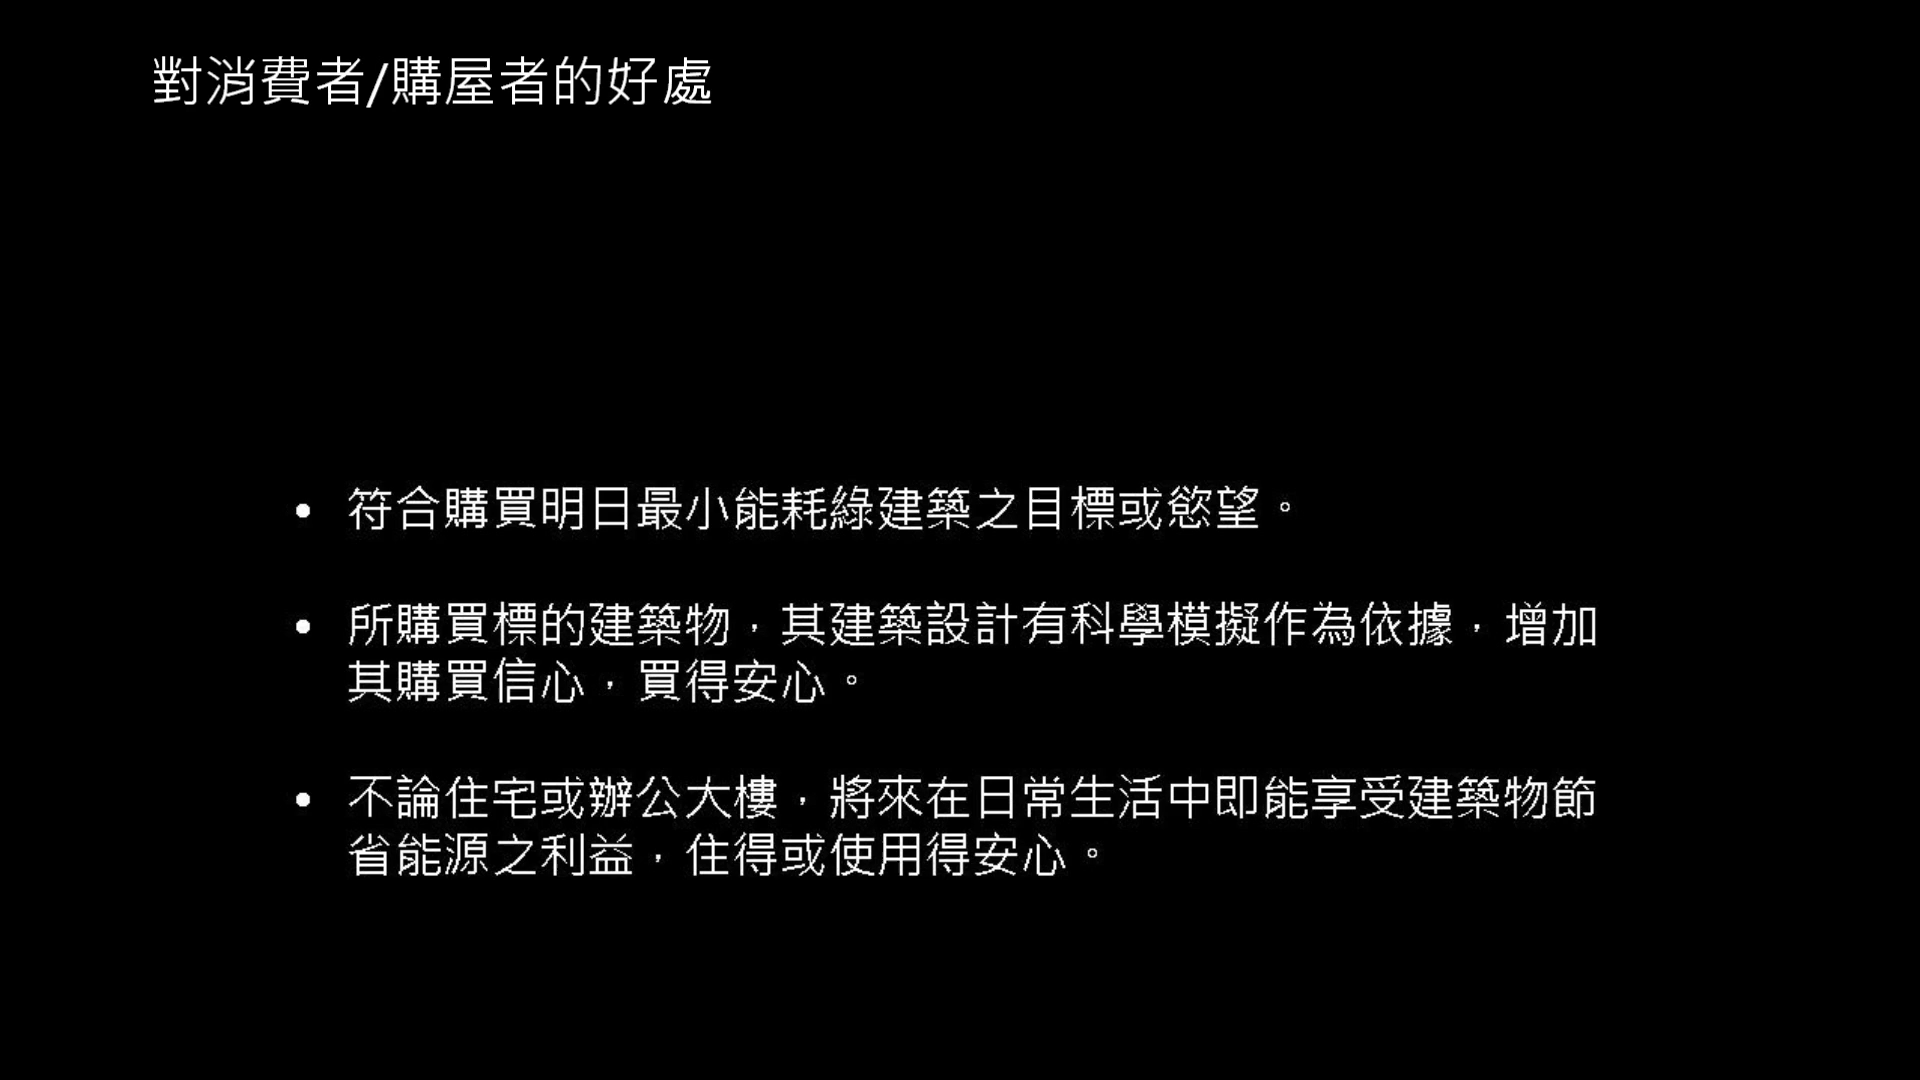 對消費者/購屋者的好處
• 符合購買明日最小能耗綠建築之目標或慾望。
• 所購買標的建築物，其建築設計有科學模擬作為依據，增加
其購買信心，買得安心。
• 不論住宅或辦公大樓，將來在日常生活中即能享受建築物節
省能源之利益，住得或使用得安心。